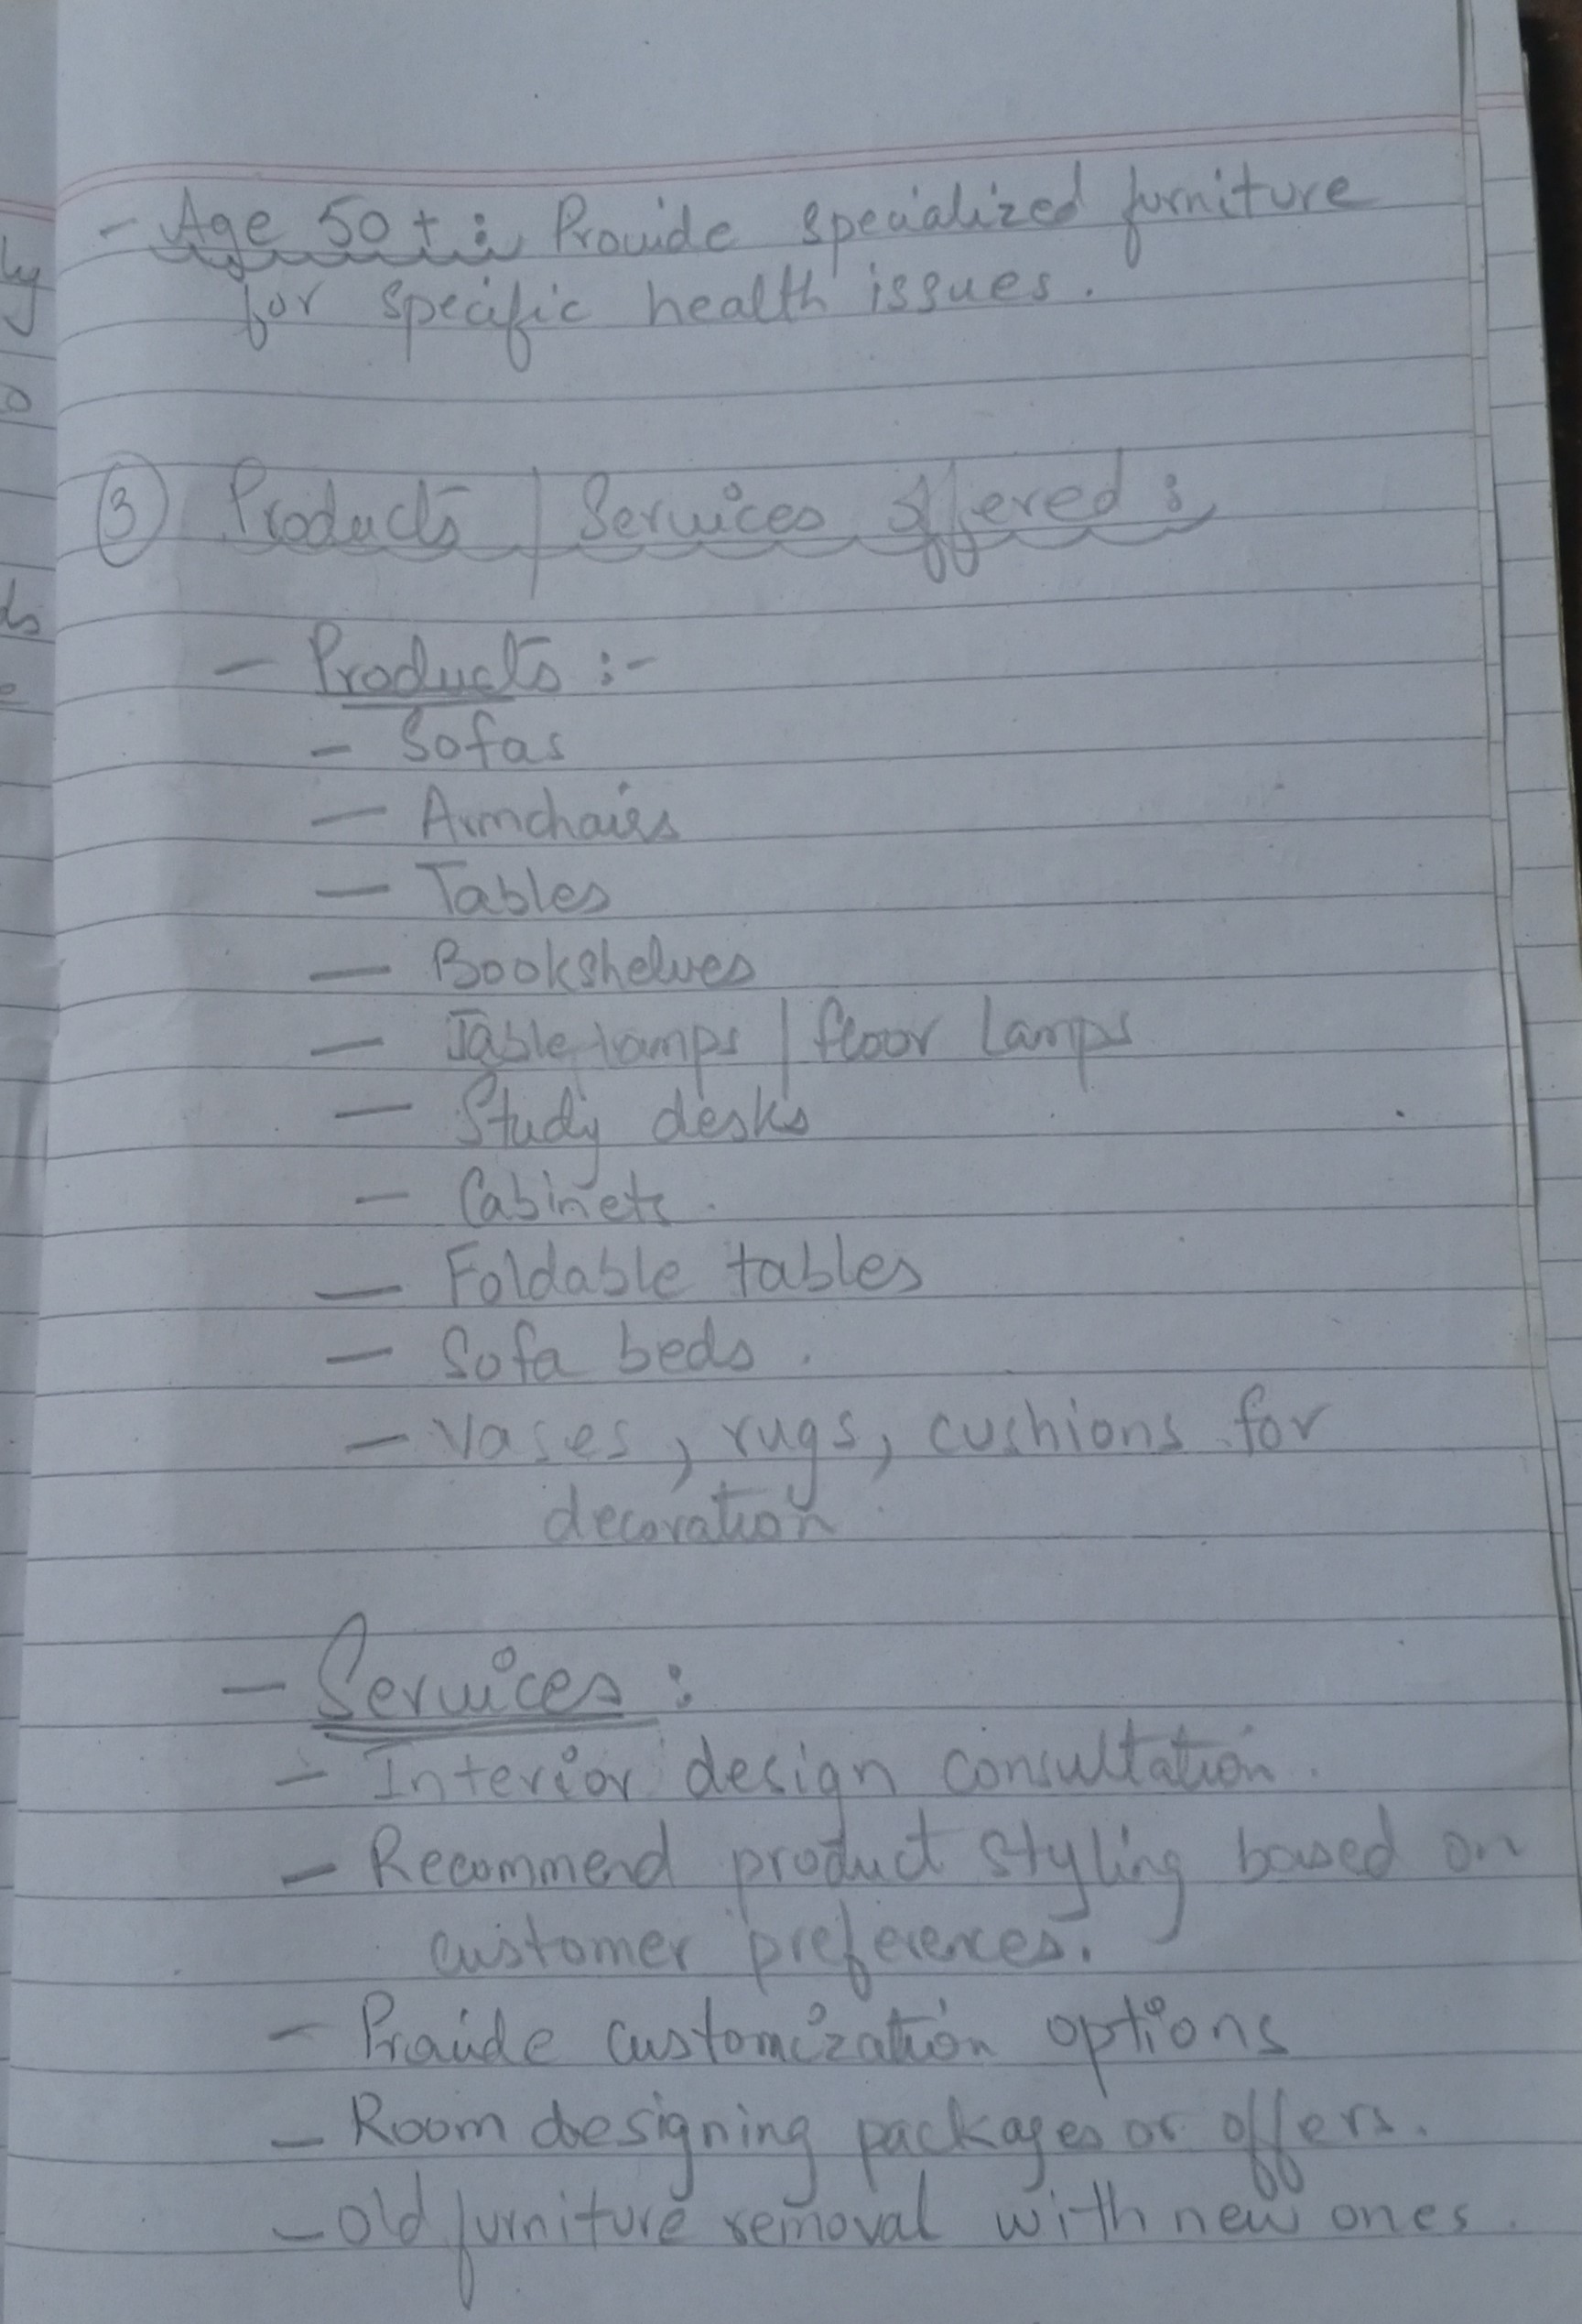 - Age 50+ : Provide specialized furniture
for specific health issues.
③ Products / Services offered :
- Products :-
- Sofas
- Armchairs
- Tables
- Bookshelves
- Table lamps / floor lamps
- Study desks
- Cabinets.
- Foldable tables
- Sofa beds.
- Vases, rugs, cushions for
decoration.
- Services :
- Interior design consultation.
- Recommend product styling based on
customer preferences.
- Provide customization options
- Room designing packages or offers.
- Old furniture removal with new ones.